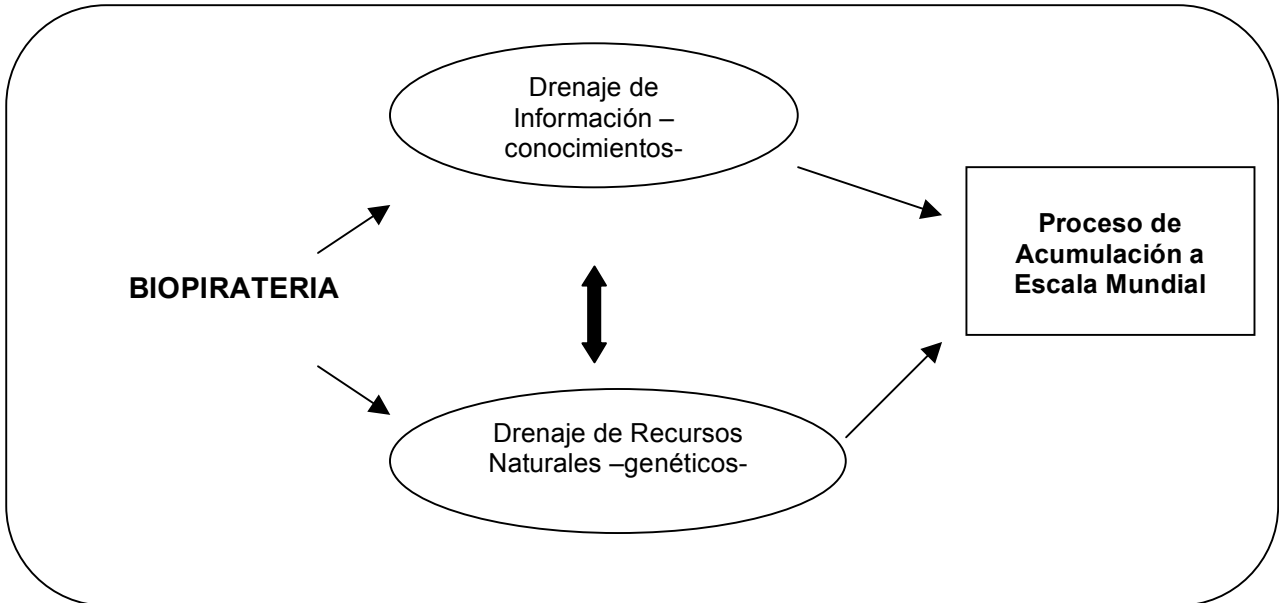 Drenaje de
Información –
conocimientos-
BIOPIRATERIA
Proceso de
Acumulación a
Escala Mundial
Drenaje de Recursos
Naturales –genéticos-